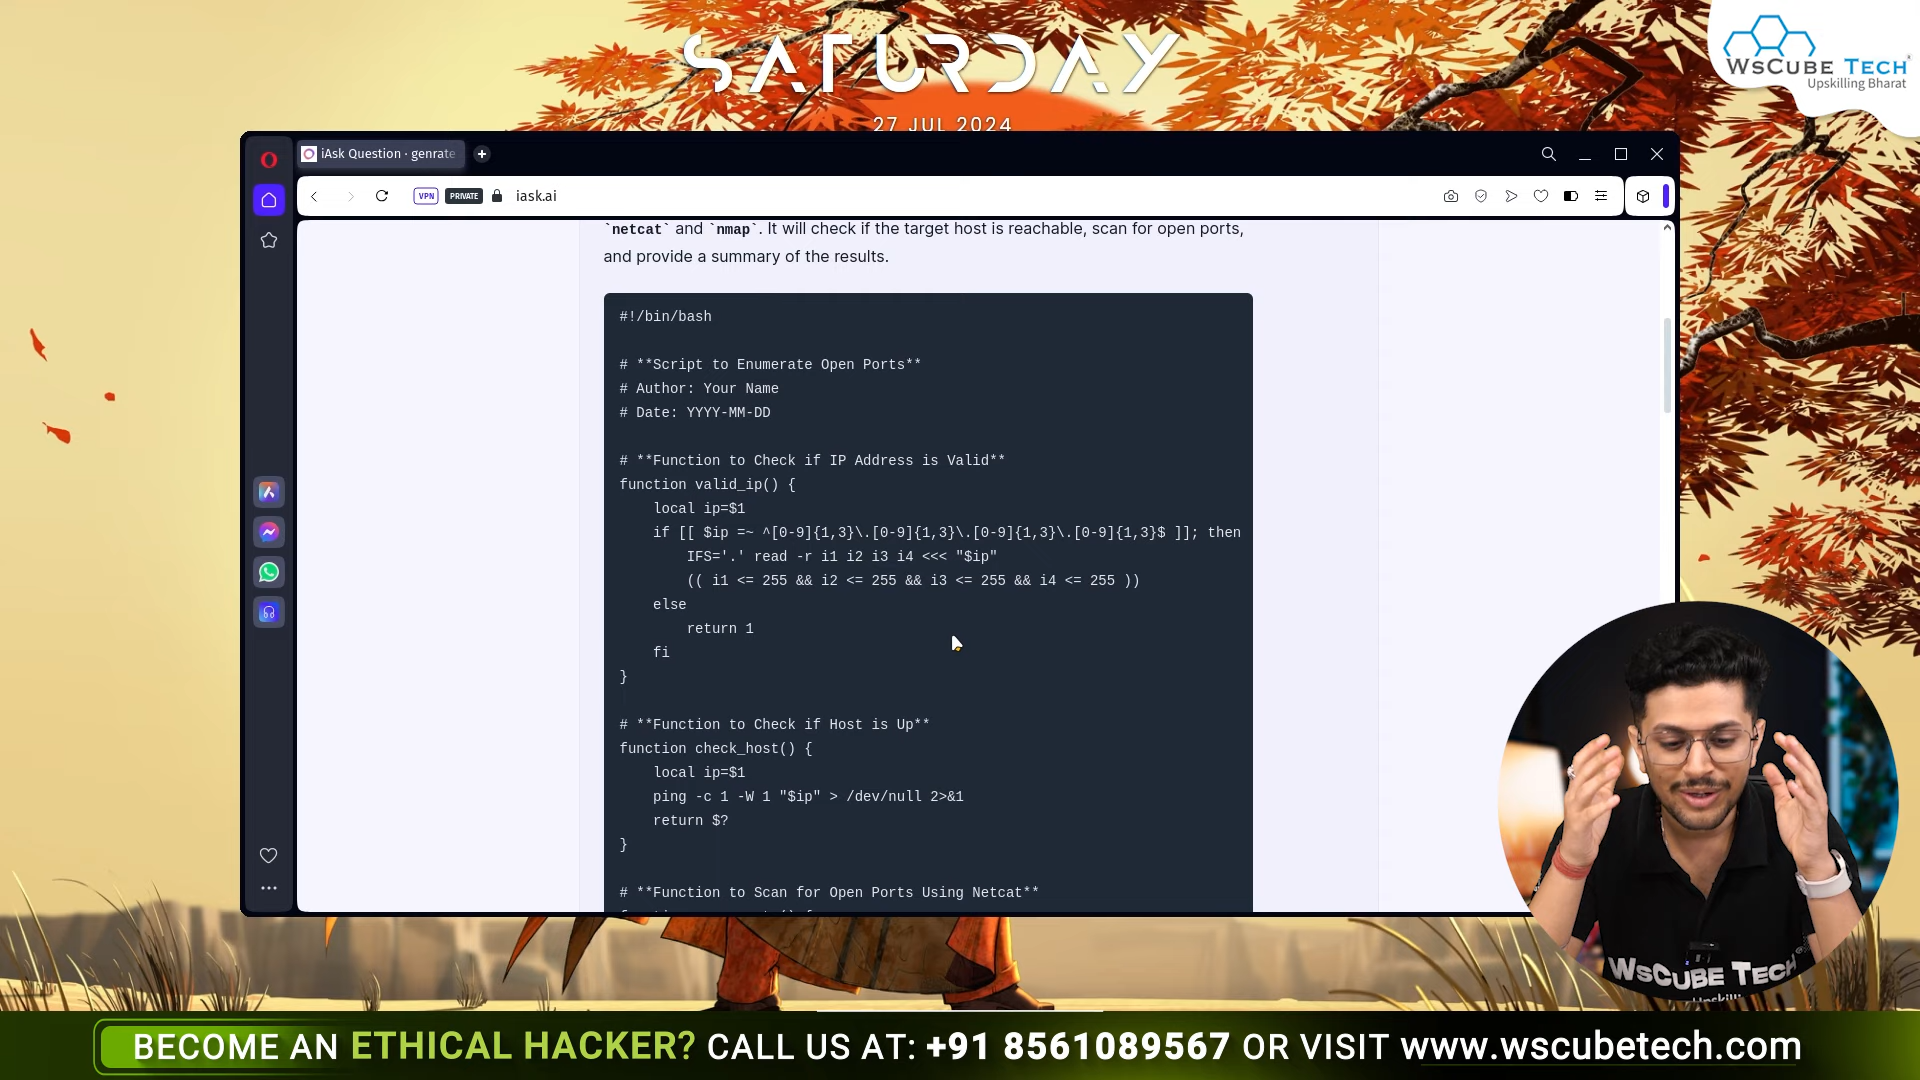 SATURDAY
27 JUL 2024
WSCUBE TECH
Upskilling Bharat
iAsk Question · genrate
VPN
PRIVATE
iask.ai
`netcat` and `nmap`. It will check if the target host is reachable, scan for open ports,
and provide a summary of the results.
#!/bin/bash
# **Script to Enumerate Open Ports**
# Author: Your Name
# Date: YYYY-MM-DD
# **Function to Check if IP Address is Valid**
function valid_ip() {
local ip=$1
if [[ $ip =~ ^[0-9]{1,3}\.[0-9]{1,3}\.[0-9]{1,3}\.[0-9]{1,3}$ ]]; then
IFS='.' read -r i1 i2 i3 i4 <<< "$ip"
(( i1 <= 255 && i2 <= 255 && i3 <= 255 && i4 <= 255 ))
else
return 1
fi
}
# **Function to Check if Host is Up**
function check_host() {
local ip=$1
ping -c 1 -W 1 "$ip" > /dev/null 2>&1
return $?
}
# **Function to Scan for Open Ports Using Netcat**
WSCUBE TECH
BECOME AN ETHICAL HACKER? CALL US AT: +91 8561089567 OR VISIT www.wscubetech.com